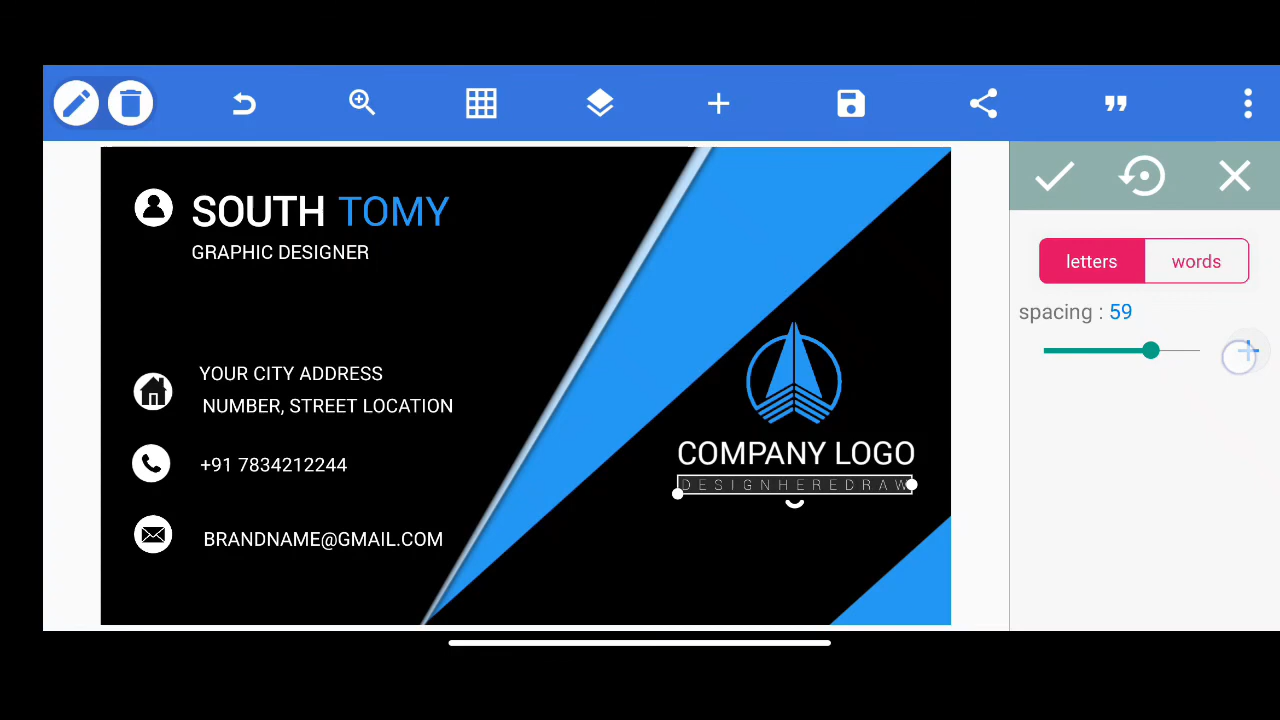 SOUTH TOMY
GRAPHIC DESIGNER
YOUR CITY ADDRESS
NUMBER, STREET LOCATION
+91 7834212244
BRANDNAME@GMAIL.COM
COMPANY LOGO
DESIGNHEREDRAW
letters words
spacing : 59